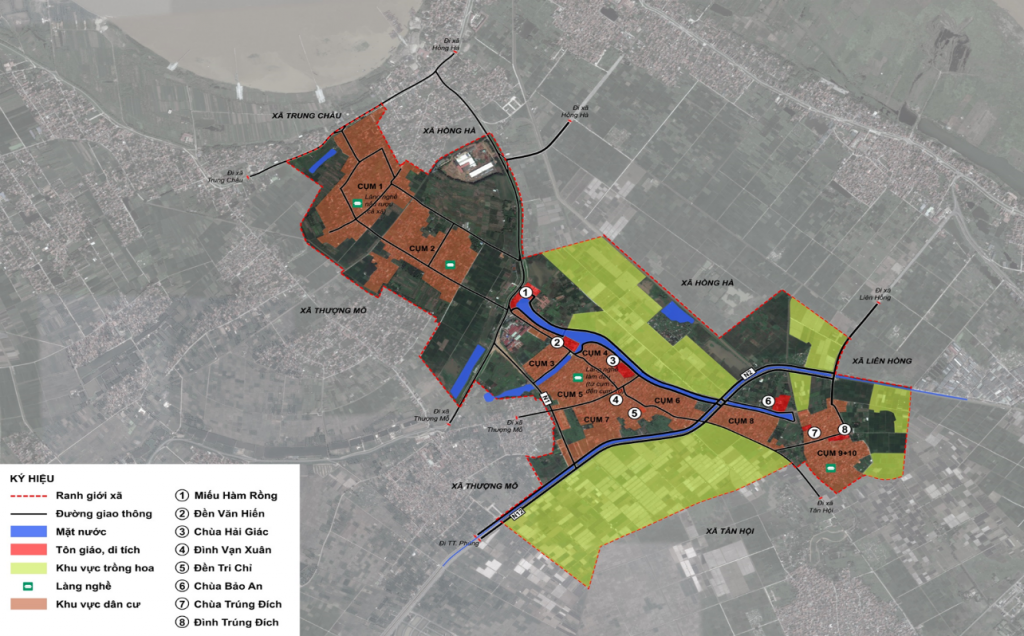 Đi xã
Hồng Hà
Đi xã
Hồng Hà
XÃ TRUNG CHÂU
XÃ HỒNG HÀ
Đi xã
Trung Châu
CỤM 1
Làng nghề
nấu rượu
CỤM 2
XÃ THƯỢNG MỖ
XÃ HỒNG HÀ
Đi xã
Liên Hồng
XÃ LIÊN HỒNG
1
2
CỤM 4
3
CỤM 3
Làng nghề
N2
CỤM 5
4
CỤM 6
5
6
CỤM 7
CỤM 8
7
8
CỤM 9+10
Đi xã
Thượng Mỗ
Đi xã
Thượng Mỗ
XÃ THƯỢNG MỖ
N12
Đi TT. Phùng
XÃ TÂN HỘI
Đi xã
Tân Hội
KÝ HIỆU
Ranh giới xã
Đường giao thông
Mặt nước
Tôn giáo, di tích
Khu vực trồng hoa
Làng nghề
Khu vực dân cư
1 Miếu Hàm Rồng
2 Đền Văn Hiến
3 Chùa Hải Giác
4 Đình Vạn Xuân
5 Đền Tri Chỉ
6 Chùa Báo An
7 Chùa Trúng Đích
8 Đình Trúng Đích